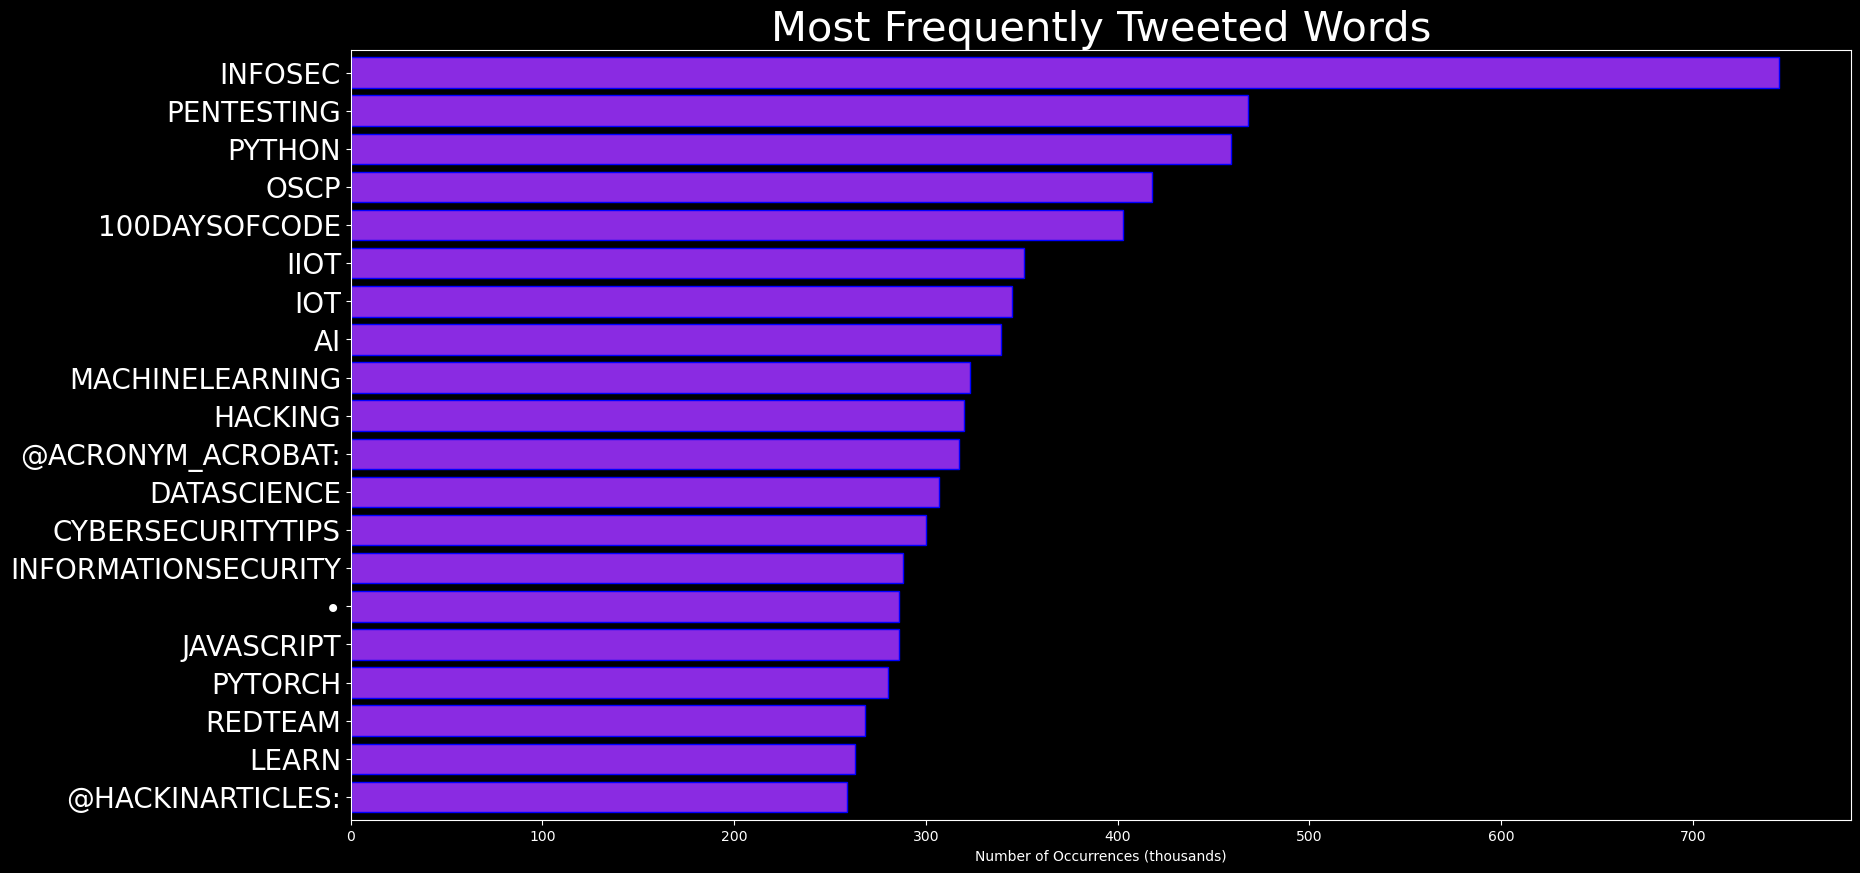 Most Frequently Tweeted Words
INFOSEC
PENTESTING
PYTHON
OSCP
100DAYSOFCODE
IIOT
IOT
AI
MACHINELEARNING
HACKING
@ACRONYM_ACROBAT:
DATASCIENCE
CYBERSECURITYTIPS
INFORMATIONSECURITY
•
JAVASCRIPT
PYTORCH
REDTEAM
LEARN
@HACKINARTICLES:
0 100 200 300 400 500 600 700
Number of Occurrences (thousands)